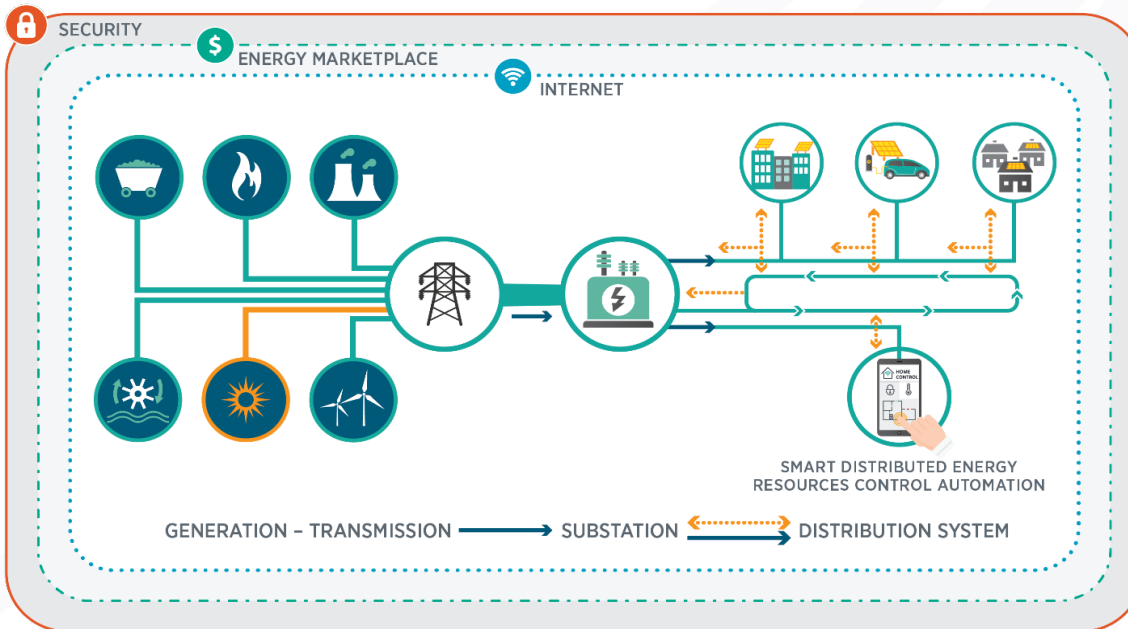 SECURITY
$
ENERGY MARKETPLACE
INTERNET
HOME
CONTROL
SMART DISTRIBUTED ENERGY
RESOURCES CONTROL AUTOMATION
GENERATION – TRANSMISSION SUBSTATION DISTRIBUTION SYSTEM